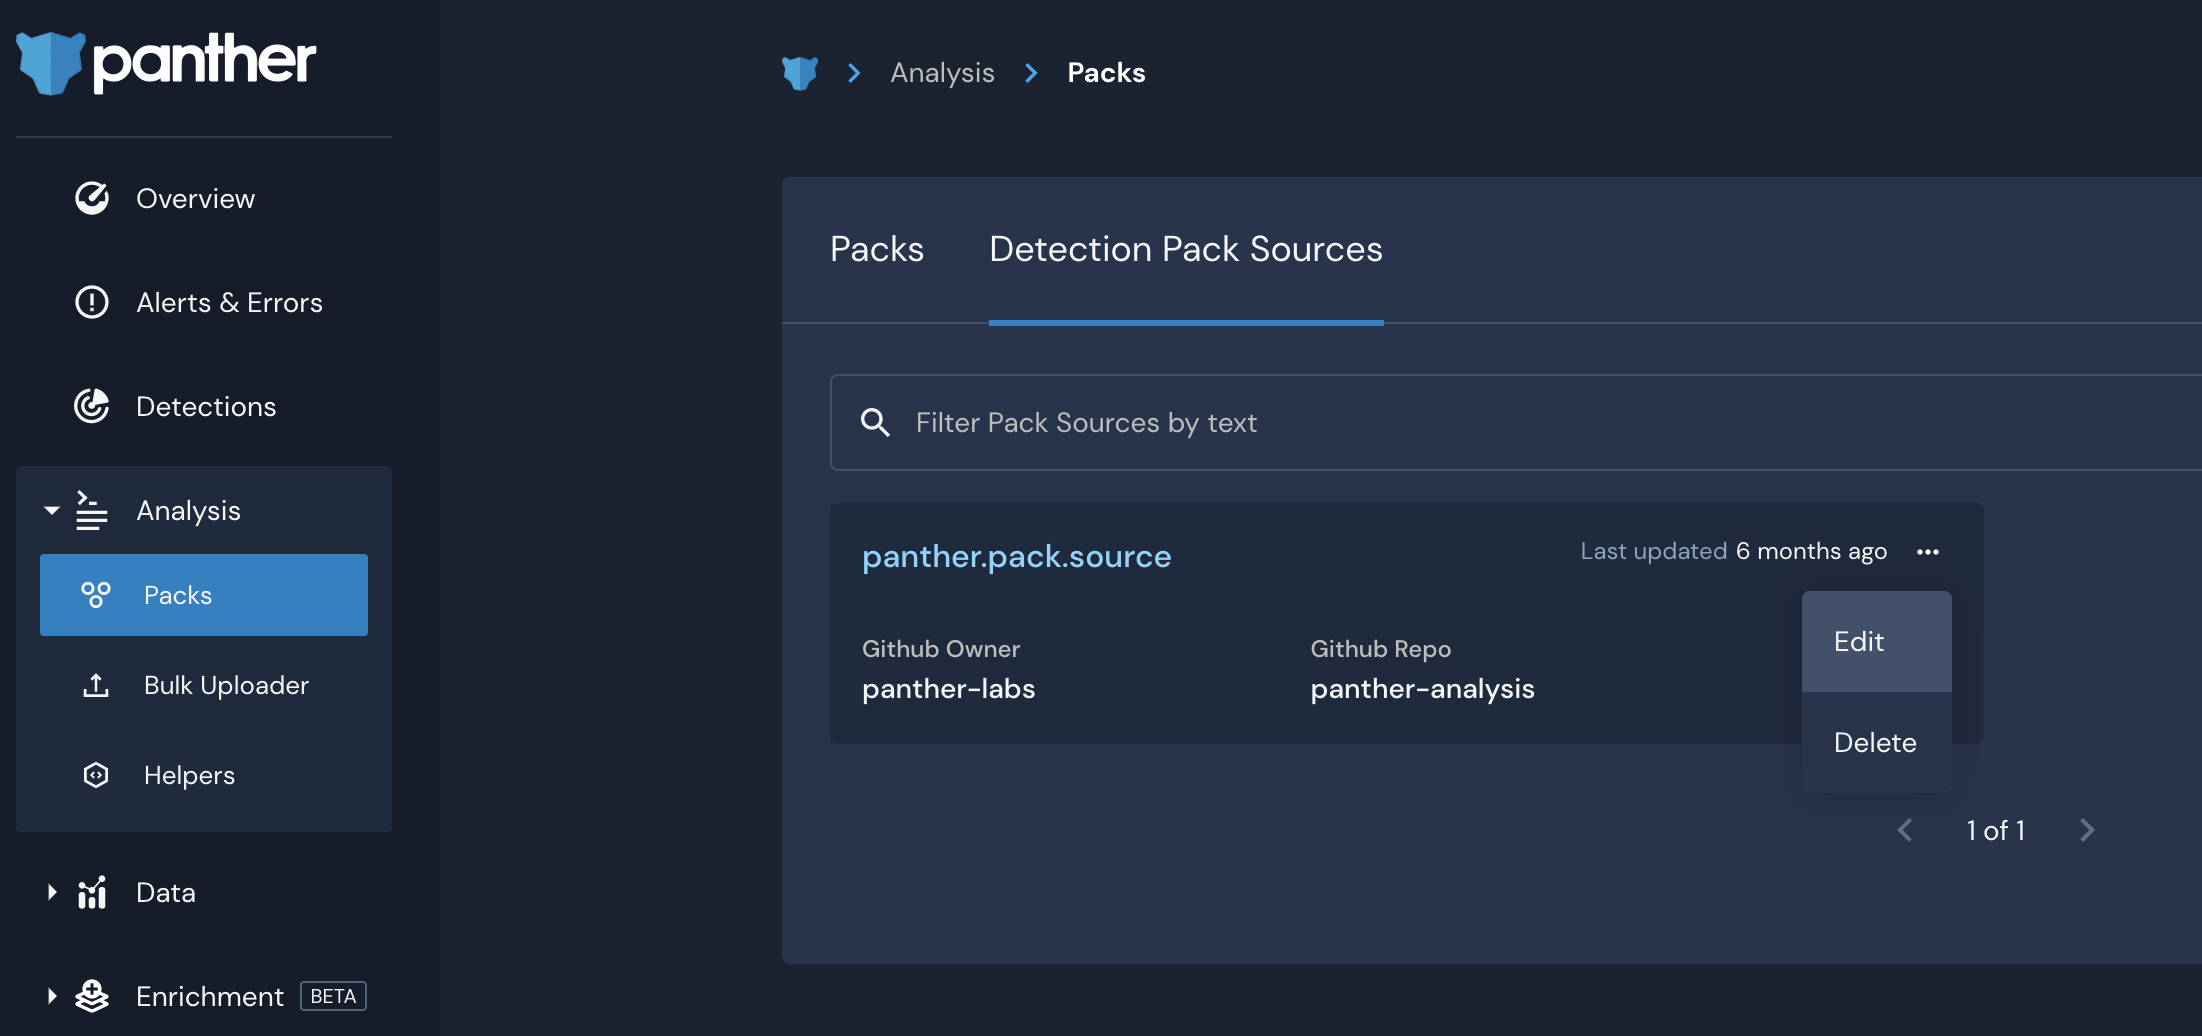 panther
Overview
Alerts & Errors
Detections
Analysis
Packs
Bulk Uploader
Helpers
Data
Enrichment BETA
Analysis Packs
Packs Detection Pack Sources
Filter Pack Sources by text
panther.pack.source Last updated 6 months ago
Github Owner Github Repo
panther-labs panther-analysis
Edit
Delete
1 of 1